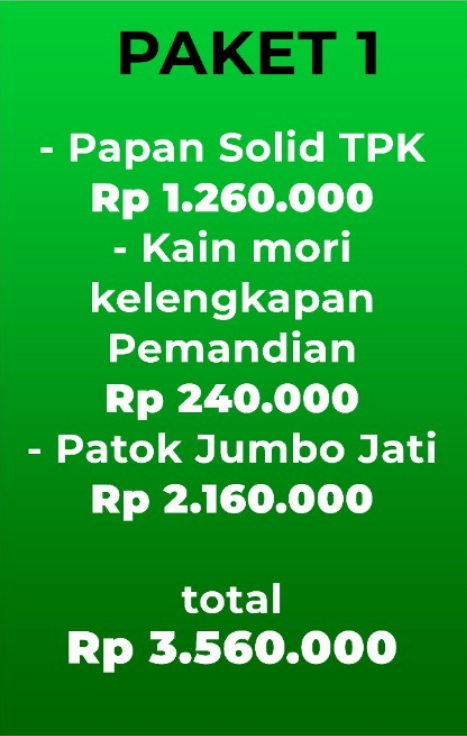 PAKET 1
- Papan Solid TPK
Rp 1.260.000
- Kain mori
kelengkapan
Pemandian
Rp 240.000
- Patok Jumbo Jati
Rp 2.160.000
total
Rp 3.560.000